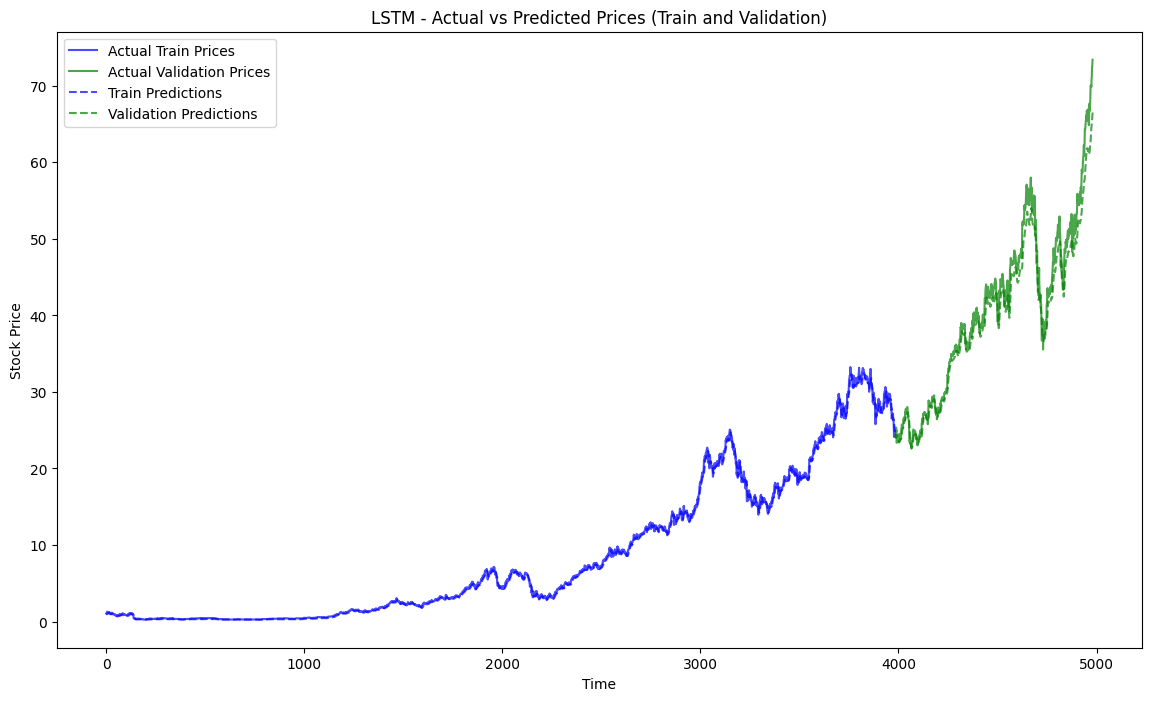 LSTM - Actual vs Predicted Prices (Train and Validation)
Actual Train Prices
Actual Validation Prices
Train Predictions
Validation Predictions
Stock Price
70
60
50
40
30
20
10
0
0 1000 2000 3000 4000 5000
Time